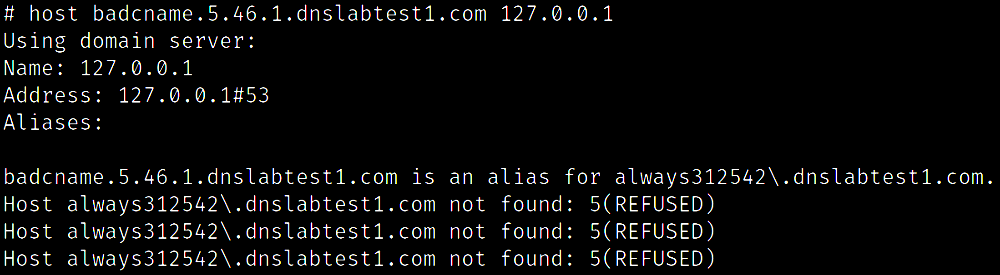 # host badcname.5.46.1.dnslabtest1.com 127.0.0.1
Using domain server:
Name: 127.0.0.1
Address: 127.0.0.1#53
Aliases:
badcname.5.46.1.dnslabtest1.com is an alias for always312542\.dnslabtest1.com.
Host always312542\.dnslabtest1.com not found: 5(REFUSED)
Host always312542\.dnslabtest1.com not found: 5(REFUSED)
Host always312542\.dnslabtest1.com not found: 5(REFUSED)